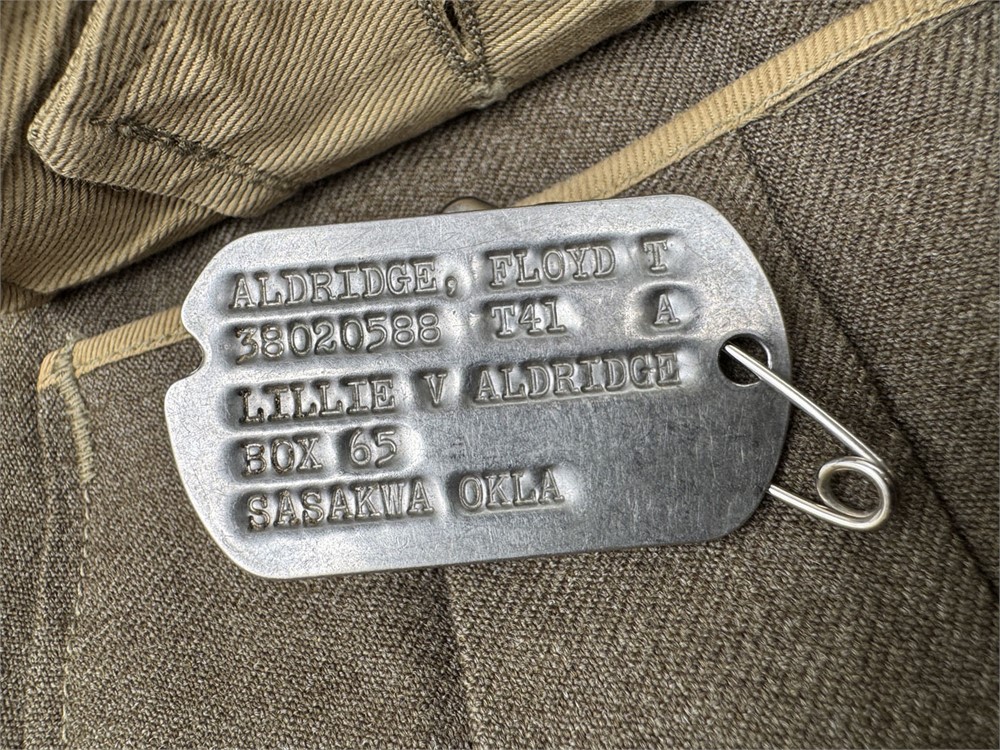 ALDRIDGE, FLOYD T
38020588 T41 A
LILLIE V ALDRIDGE
BOX 65
SASAKWA OKLA